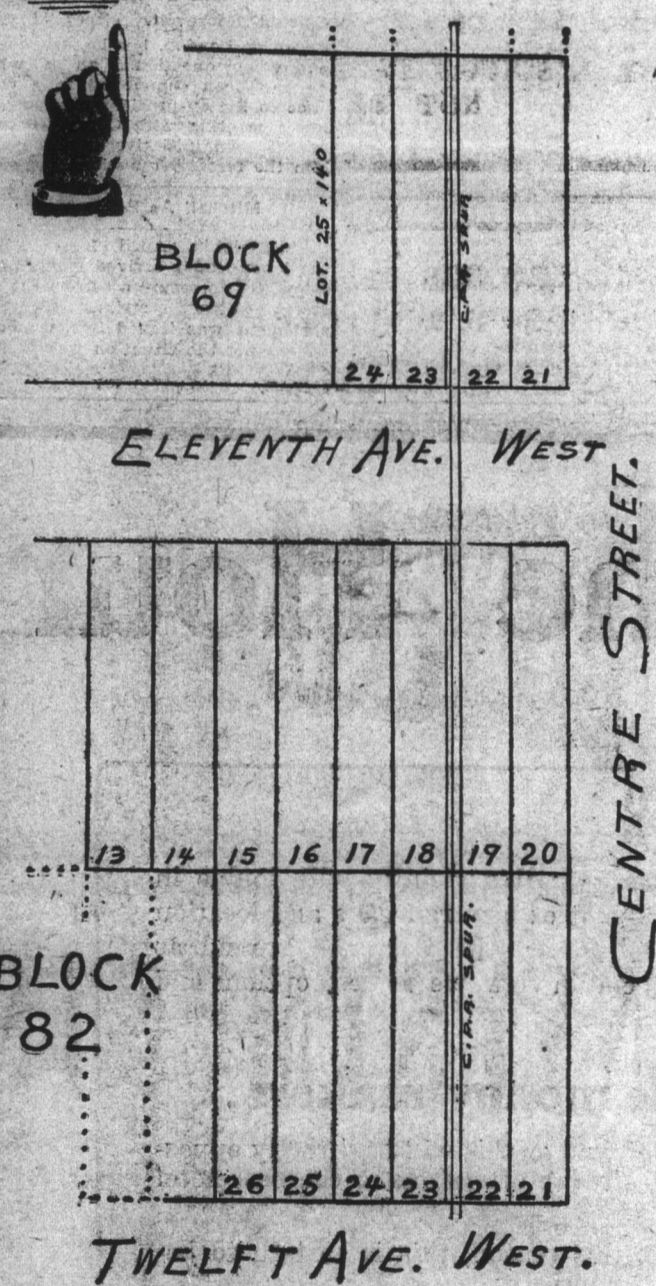 BLOCK
69
LOT. 25 x 140
C.P.R. SPUR
24 23 22 21
ELEVENTH AVE. WEST
CENTRE STREET.
13 14 15 16 17 18 19 20
BLOCK
82
C.P.R. SPUR.
26 25 24 23 22 21
TWELFT AVE. WEST.